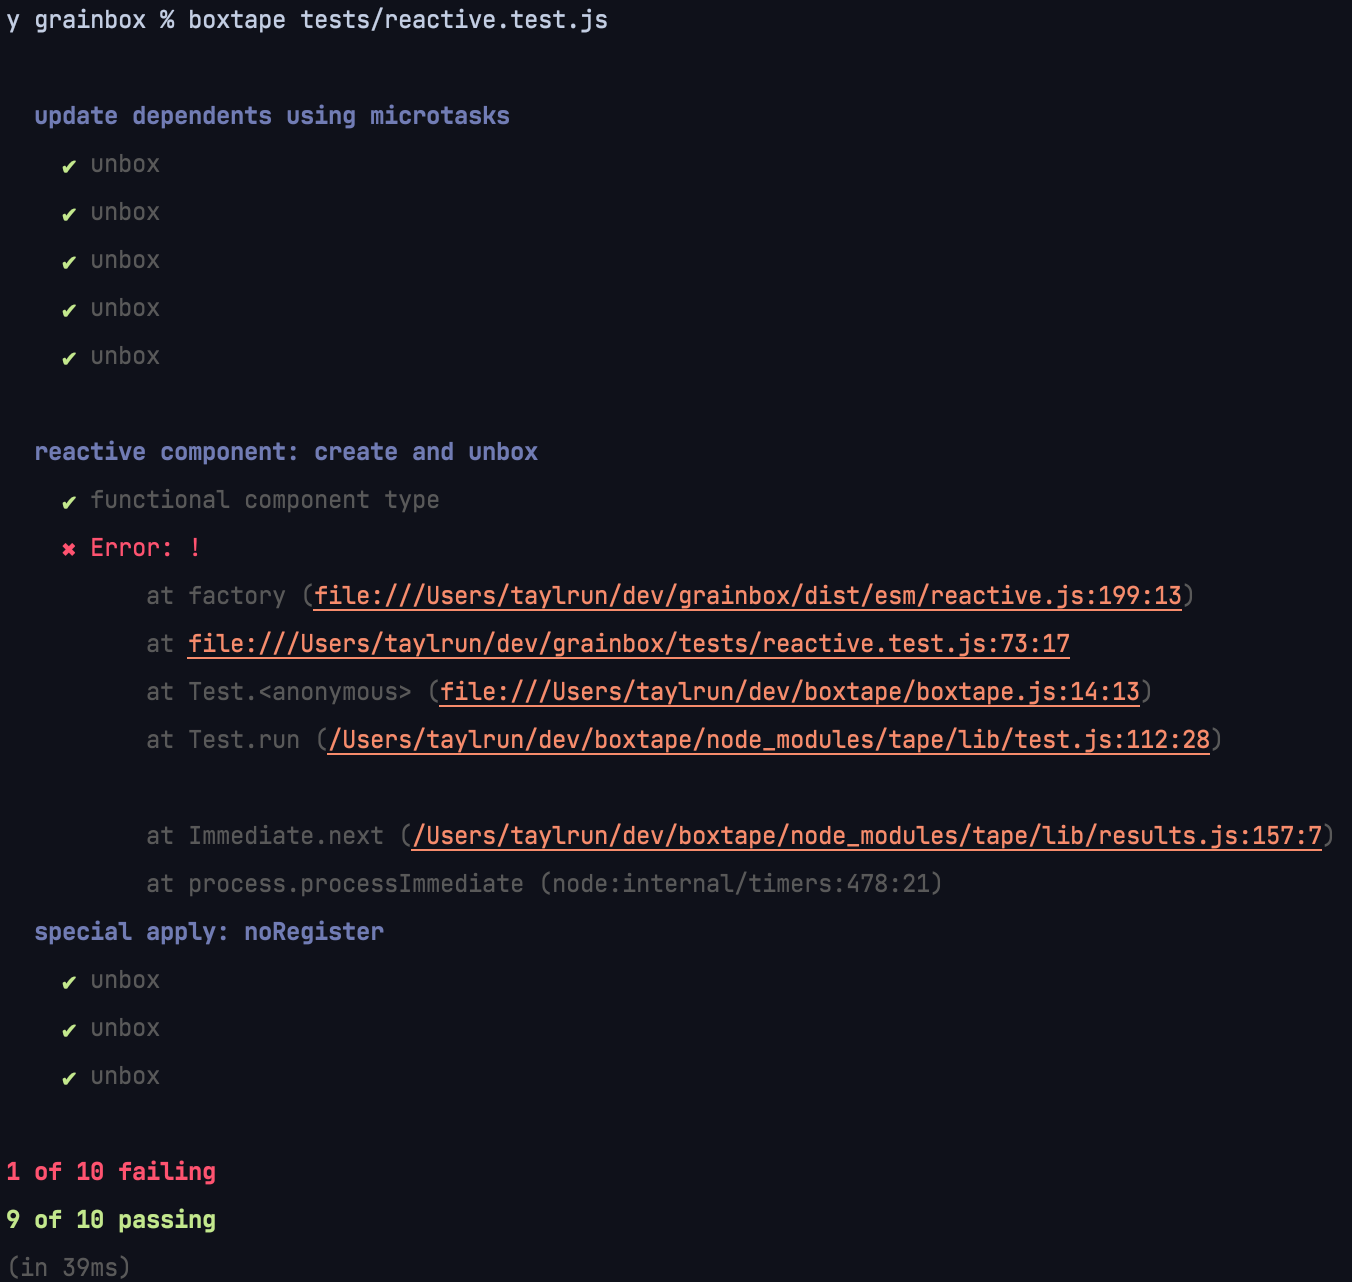 y grainbox % boxtape tests/reactive.test.js
update dependents using microtasks
✔ unbox
✔ unbox
✔ unbox
✔ unbox
✔ unbox
reactive component: create and unbox
✔ functional component type
✖ Error: !
at factory (file:///Users/taylrun/dev/grainbox/dist/esm/reactive.js:199:13)
at file:///Users/taylrun/dev/grainbox/tests/reactive.test.js:73:17
at Test.<anonymous> (file:///Users/taylrun/dev/boxtape/boxtape.js:14:13)
at Test.run (/Users/taylrun/dev/boxtape/node_modules/tape/lib/test.js:112:28)
at Immediate.next (/Users/taylrun/dev/boxtape/node_modules/tape/lib/results.js:157:7)
at process.processImmediate (node:internal/timers:478:21)
special apply: noRegister
✔ unbox
✔ unbox
✔ unbox
1 of 10 failing
9 of 10 passing
(in 39ms)